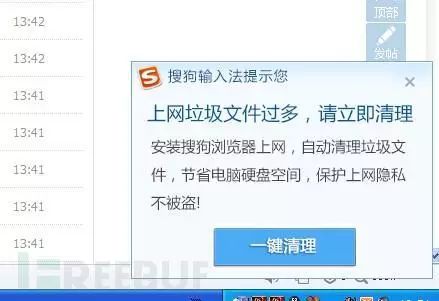 13:42
顶部
13:42
发帖
13:41
搜狗输入法提示您
13:42
上网垃圾文件过多，请立即清理
13:41
安装搜狗浏览器上网，自动清理垃圾文
13:42
件，节省电脑硬盘空间，保护上网隐私
13:41
不被盗!
13:41
一键清理
13:41
REEBUF